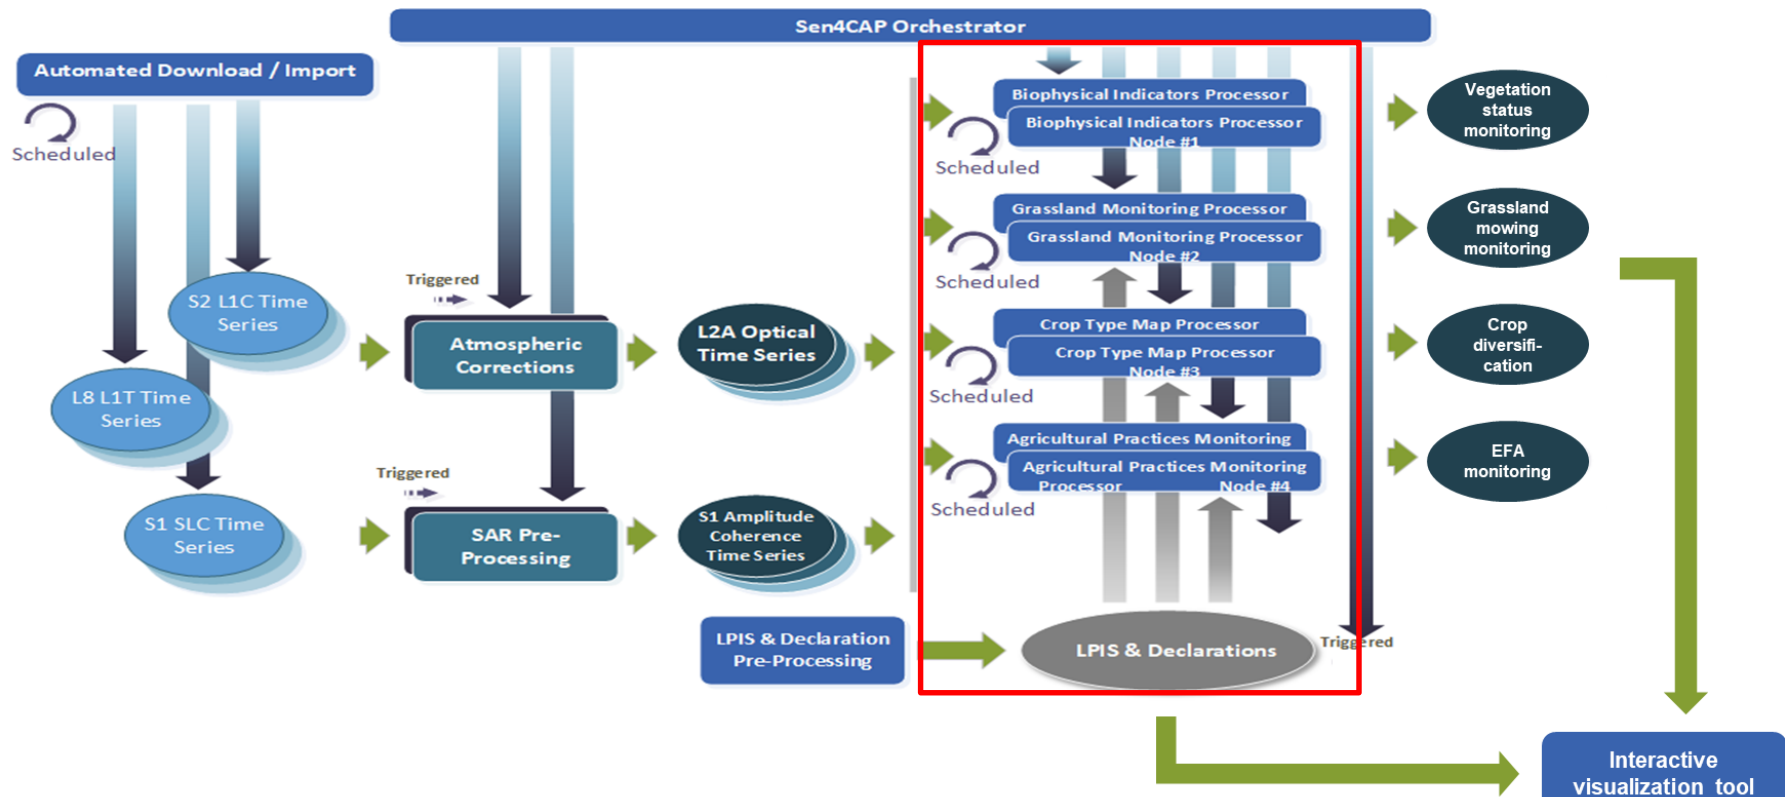 Sen4CAP Orchestrator
Automated Download / Import
Scheduled
S2 L1C Time
Series
L8 L1T Time
Series
S1 SLC Time
Series
Triggered
Atmospheric
Corrections
Triggered
SAR Pre-
Processing
L2A Optical
Time Series
S1 Amplitude
Coherence
Time Series
LPIS & Declaration
Pre-Processing
Biophysical Indicators Processor
Biophysical Indicators Processor
Node #1
Scheduled
Grassland Monitoring Processor
Grassland Monitoring Processor
Node #2
Scheduled
Crop Type Map Processor
Crop Type Map Processor
Node #3
Scheduled
Agricultural Practices Monitoring
Agricultural Practices Monitoring
Processor Node #4
Scheduled
LPIS & Declarations
Triggered
Vegetation
status
monitoring
Grassland
mowing
monitoring
Crop
diversifi-
cation
EFA
monitoring
Interactive
visualization tool